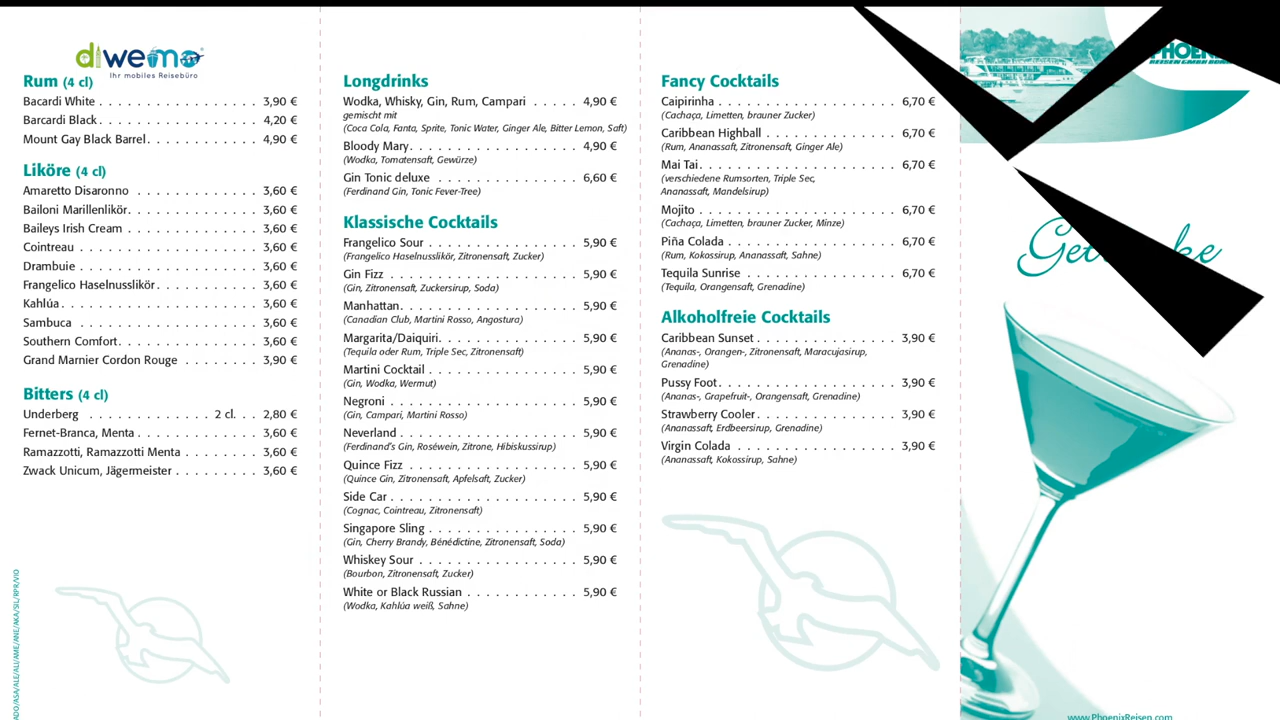 diwemo
Ihr mobiles Reisebüro
Rum (4 cl)
Bacardi White . . . . . . . . . . . . . . . . . 3,90 €
Barcardi Black . . . . . . . . . . . . . . . . . 4,20 €
Mount Gay Black Barrel. . . . . . . . . . . . 4,90 €
Liköre (4 cl)
Amaretto Disaronno . . . . . . . . . . . . . 3,60 €
Bailoni Marillenlikör. . . . . . . . . . . . . . 3,60 €
Baileys Irish Cream . . . . . . . . . . . . . . 3,60 €
Cointreau . . . . . . . . . . . . . . . . . . . 3,60 €
Drambuie . . . . . . . . . . . . . . . . . . . 3,60 €
Frangelico Haselnusslikör. . . . . . . . . . . 3,60 €
Kahlúa . . . . . . . . . . . . . . . . . . . . . 3,60 €
Sambuca . . . . . . . . . . . . . . . . . . . 3,60 €
Southern Comfort. . . . . . . . . . . . . . . 3,60 €
Grand Marnier Cordon Rouge . . . . . . . . 3,90 €
Bitters (4 cl)
Underberg . . . . . . . . . . . . . 2 cl. . . 2,80 €
Fernet-Branca, Menta . . . . . . . . . . . . . 3,60 €
Ramazzotti, Ramazzotti Menta . . . . . . . . 3,60 €
Zwack Unicum, Jägermeister . . . . . . . . . 3,60 €
ADO/ASA/ALE/ALI/AME/ANE/AKA/SIL/RPR/VIO
Longdrinks
Wodka, Whisky, Gin, Rum, Campari . . . . . 4,90 €
gemischt mit
(Coca Cola, Fanta, Sprite, Tonic Water, Ginger Ale, Bitter Lemon, Saft)
Bloody Mary. . . . . . . . . . . . . . . . . . 4,90 €
(Wodka, Tomatensaft, Gewürze)
Gin Tonic deluxe . . . . . . . . . . . . . . . 6,60 €
(Ferdinand Gin, Tonic Fever-Tree)
Klassische Cocktails
Frangelico Sour . . . . . . . . . . . . . . . . 5,90 €
(Frangelico Haselnusslikör, Zitronensaft, Zucker)
Gin Fizz . . . . . . . . . . . . . . . . . . . . 5,90 €
(Gin, Zitronensaft, Zuckersirup, Soda)
Manhattan. . . . . . . . . . . . . . . . . . . 5,90 €
(Canadian Club, Martini Rosso, Angostura)
Margarita/Daiquiri. . . . . . . . . . . . . . . 5,90 €
(Tequila oder Rum, Triple Sec, Zitronensaft)
Martini Cocktail . . . . . . . . . . . . . . . . 5,90 €
(Gin, Wodka, Wermut)
Negroni . . . . . . . . . . . . . . . . . . . . 5,90 €
(Gin, Campari, Martini Rosso)
Neverland . . . . . . . . . . . . . . . . . . . 5,90 €
(Ferdinand's Gin, Roséwein, Zitrone, Hibiskussirup)
Quince Fizz . . . . . . . . . . . . . . . . . . 5,90 €
(Quince Gin, Zitronensaft, Apfelsaft, Zucker)
Side Car . . . . . . . . . . . . . . . . . . . . 5,90 €
(Cognac, Cointreau, Zitronensaft)
Singapore Sling . . . . . . . . . . . . . . . . 5,90 €
(Gin, Cherry Brandy, Bénédictine, Zitronensaft, Soda)
Whiskey Sour . . . . . . . . . . . . . . . . . 5,90 €
(Bourbon, Zitronensaft, Zucker)
White or Black Russian . . . . . . . . . . . . 5,90 €
(Wodka, Kahlúa weiß, Sahne)
Fancy Cocktails
Caipirinha . . . . . . . . . . . . . . . . . . . 6,70 €
(Cachaça, Limetten, brauner Zucker)
Caribbean Highball . . . . . . . . . . . . . . 6,70 €
(Rum, Ananassaft, Zitronensaft, Ginger Ale)
Mai Tai. . . . . . . . . . . . . . . . . . . . . 6,70 €
(verschiedene Rumsorten, Triple Sec,
Ananassaft, Mandelsirup)
Mojito . . . . . . . . . . . . . . . . . . . . . 6,70 €
(Cachaça, Limetten, brauner Zucker, Minze)
Piña Colada . . . . . . . . . . . . . . . . . . 6,70 €
(Rum, Kokossirup, Ananassaft, Sahne)
Tequila Sunrise . . . . . . . . . . . . . . . . 6,70 €
(Tequila, Orangensaft, Grenadine)
Alkoholfreie Cocktails
Caribbean Sunset . . . . . . . . . . . . . . . 3,90 €
(Ananas-, Orangen-, Zitronensaft, Maracujasirup,
Grenadine)
Pussy Foot. . . . . . . . . . . . . . . . . . . 3,90 €
(Ananas-, Grapefruit-, Orangensaft, Grenadine)
Strawberry Cooler. . . . . . . . . . . . . . . 3,90 €
(Ananassaft, Erdbeersirup, Grenadine)
Virgin Colada . . . . . . . . . . . . . . . . . 3,90 €
(Ananassaft, Kokossirup, Sahne)
www.PhoenixReisen.com